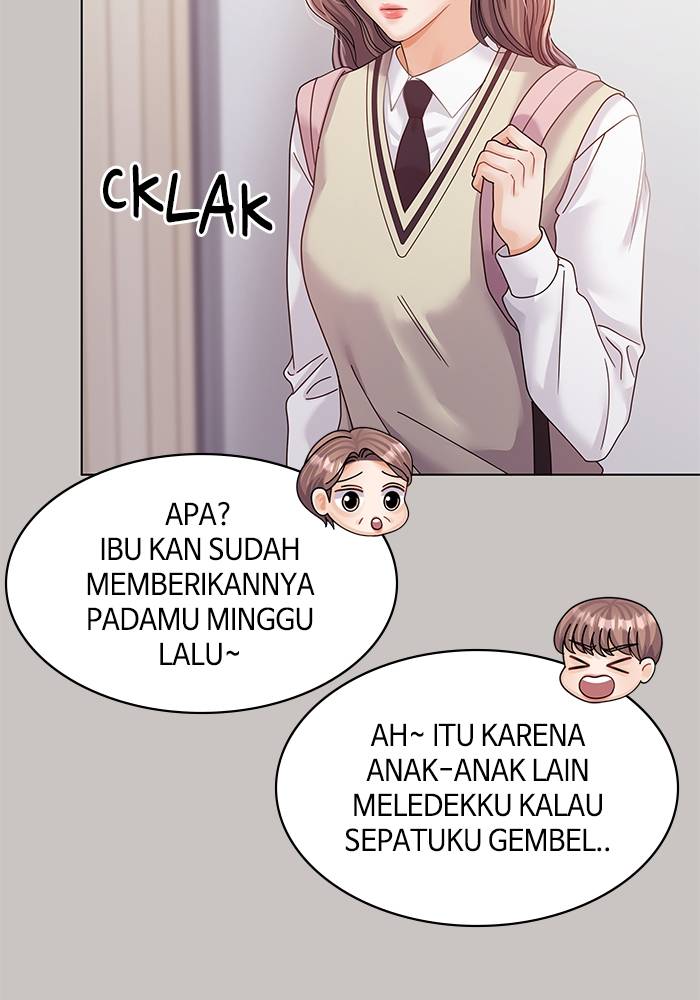 CKLAK
APA?
IBU KAN SUDAH
MEMBERIKANNYA
PADAMU MINGGU
LALU~
AH~ ITU KARENA
ANAK-ANAK LAIN
MELEDEKKU KALAU
SEPATUKU GEMBEL..